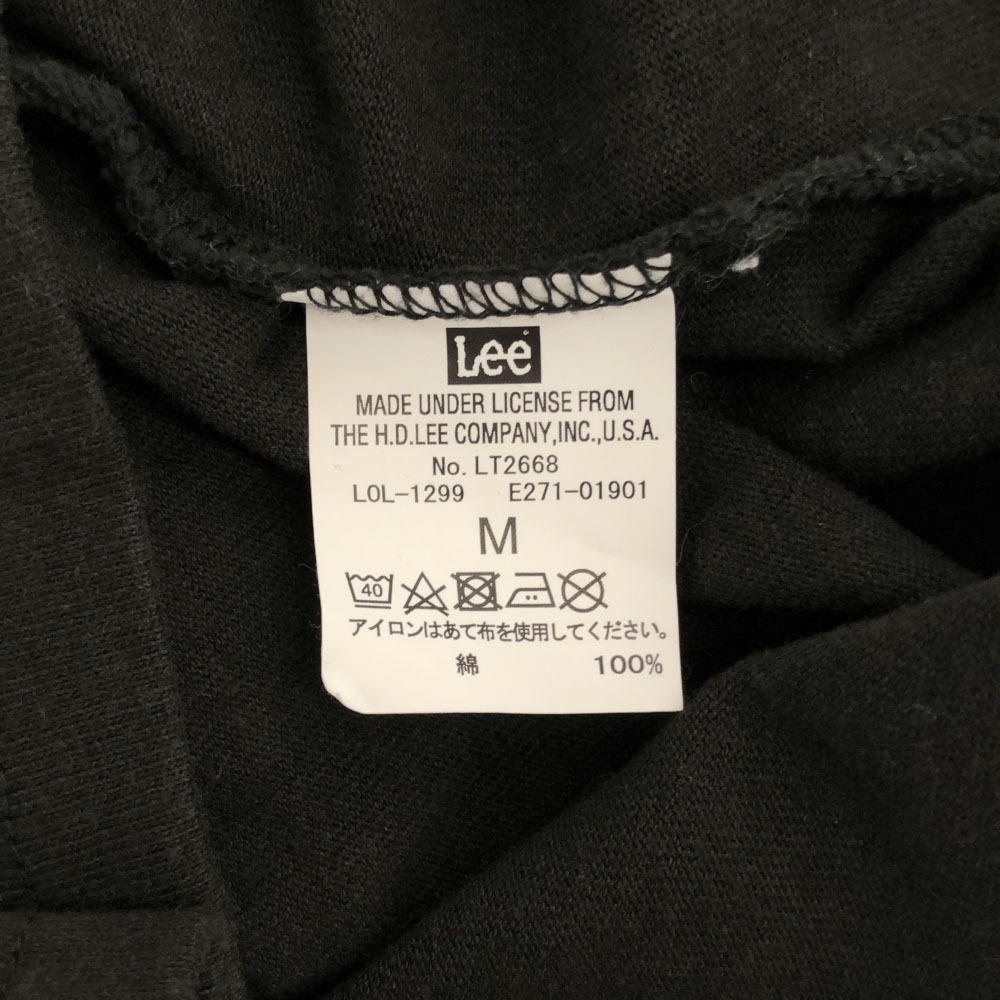 Lee
MADE UNDER LICENSE FROM
THE H.D.LEE COMPANY,INC.,U.S.A.
No. LT2668
LOL-1299 E271-01901
M
40
アイロンはあて布を使用してください。
綿 100%